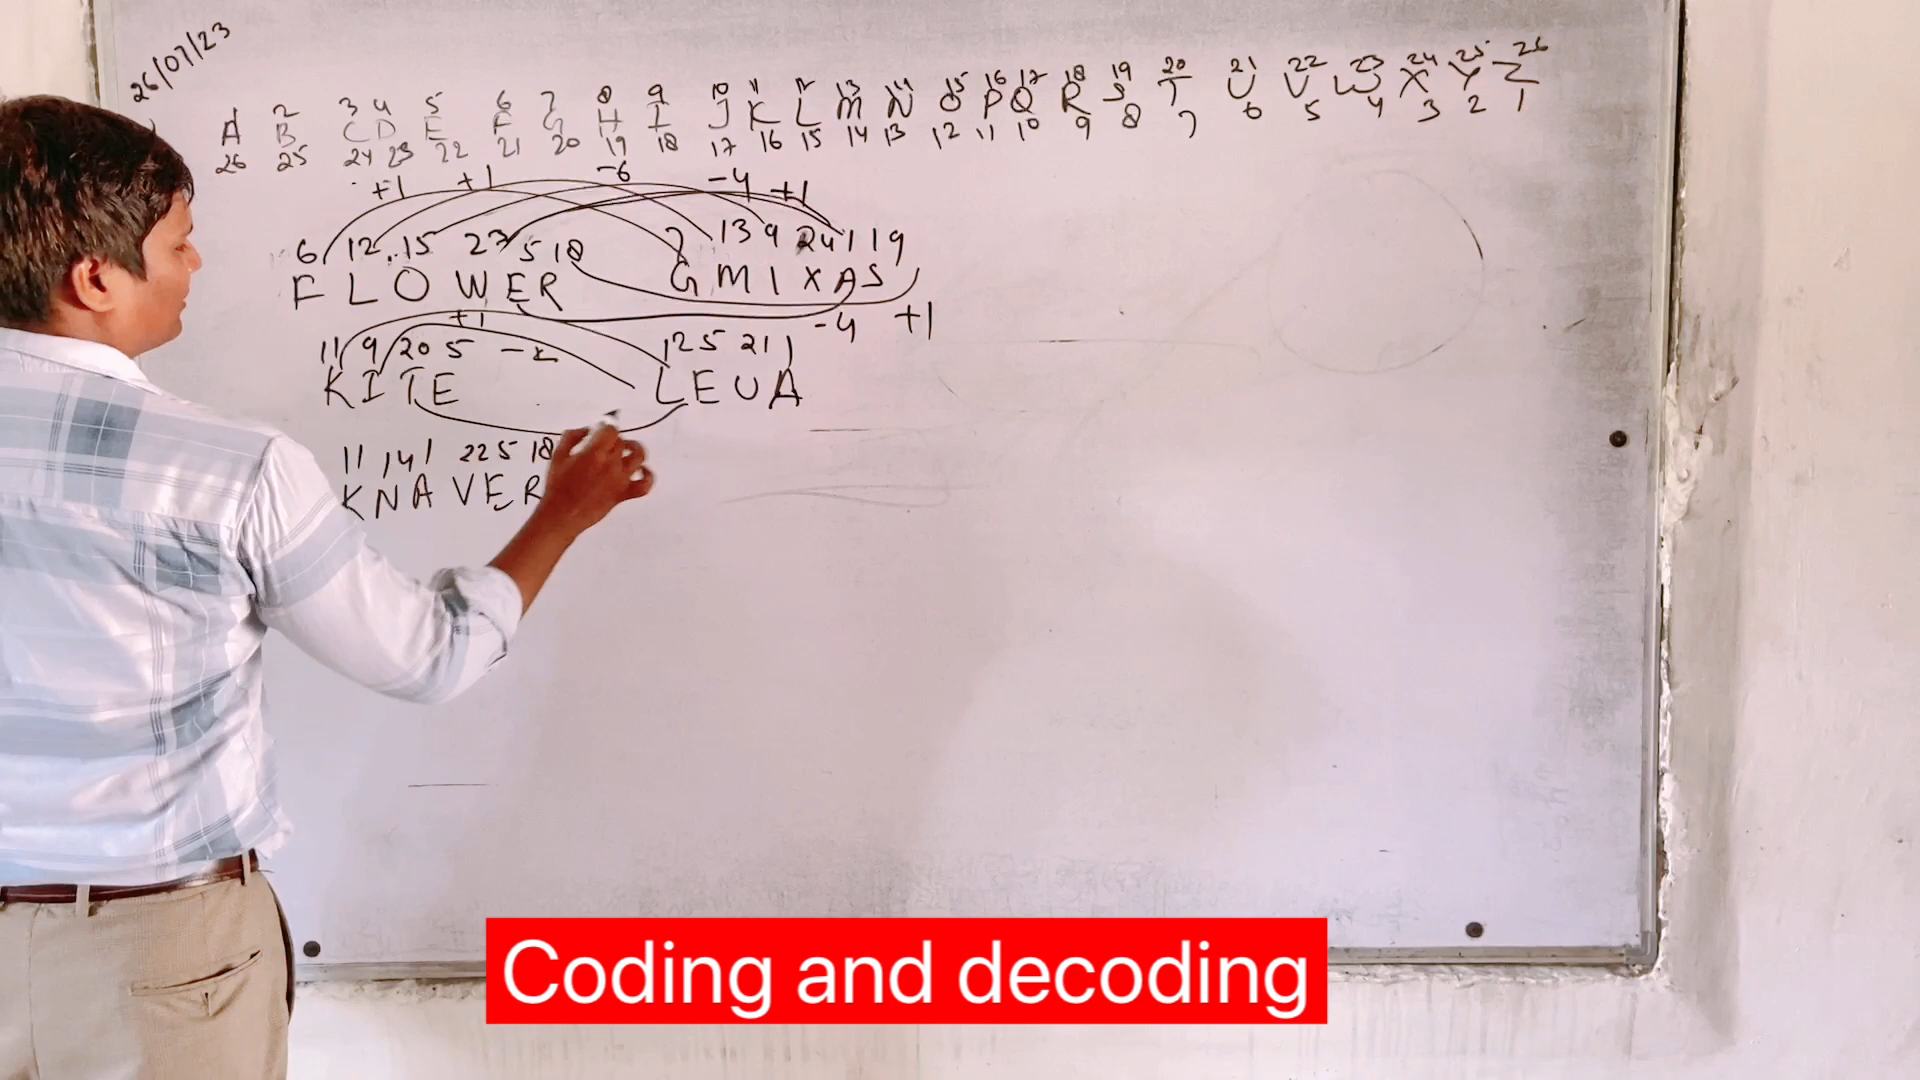 26/07/23
1 2 3 4 5 6 7 8 9 10 11 12 13 14 15 16 17 18 19 20 21 22 23 24 25 26
A B C D E F G H I J K L M N O P Q R S T U V W X Y Z
26 25 24 23 22 21 20 19 18 17 16 15 14 13 12 11 10 9 8 7 6 5 4 3 2 1
+1 +1 -6 -4 +1
6 12 15 23 5 18 7 13 9 24 1 19
F L O W E R G M I X A S
+1 -4 +1
11 9 20 5 12 5 21 1
K I T E L E U A
11 14 1 22 5 18
K N A V E R
Coding and decoding